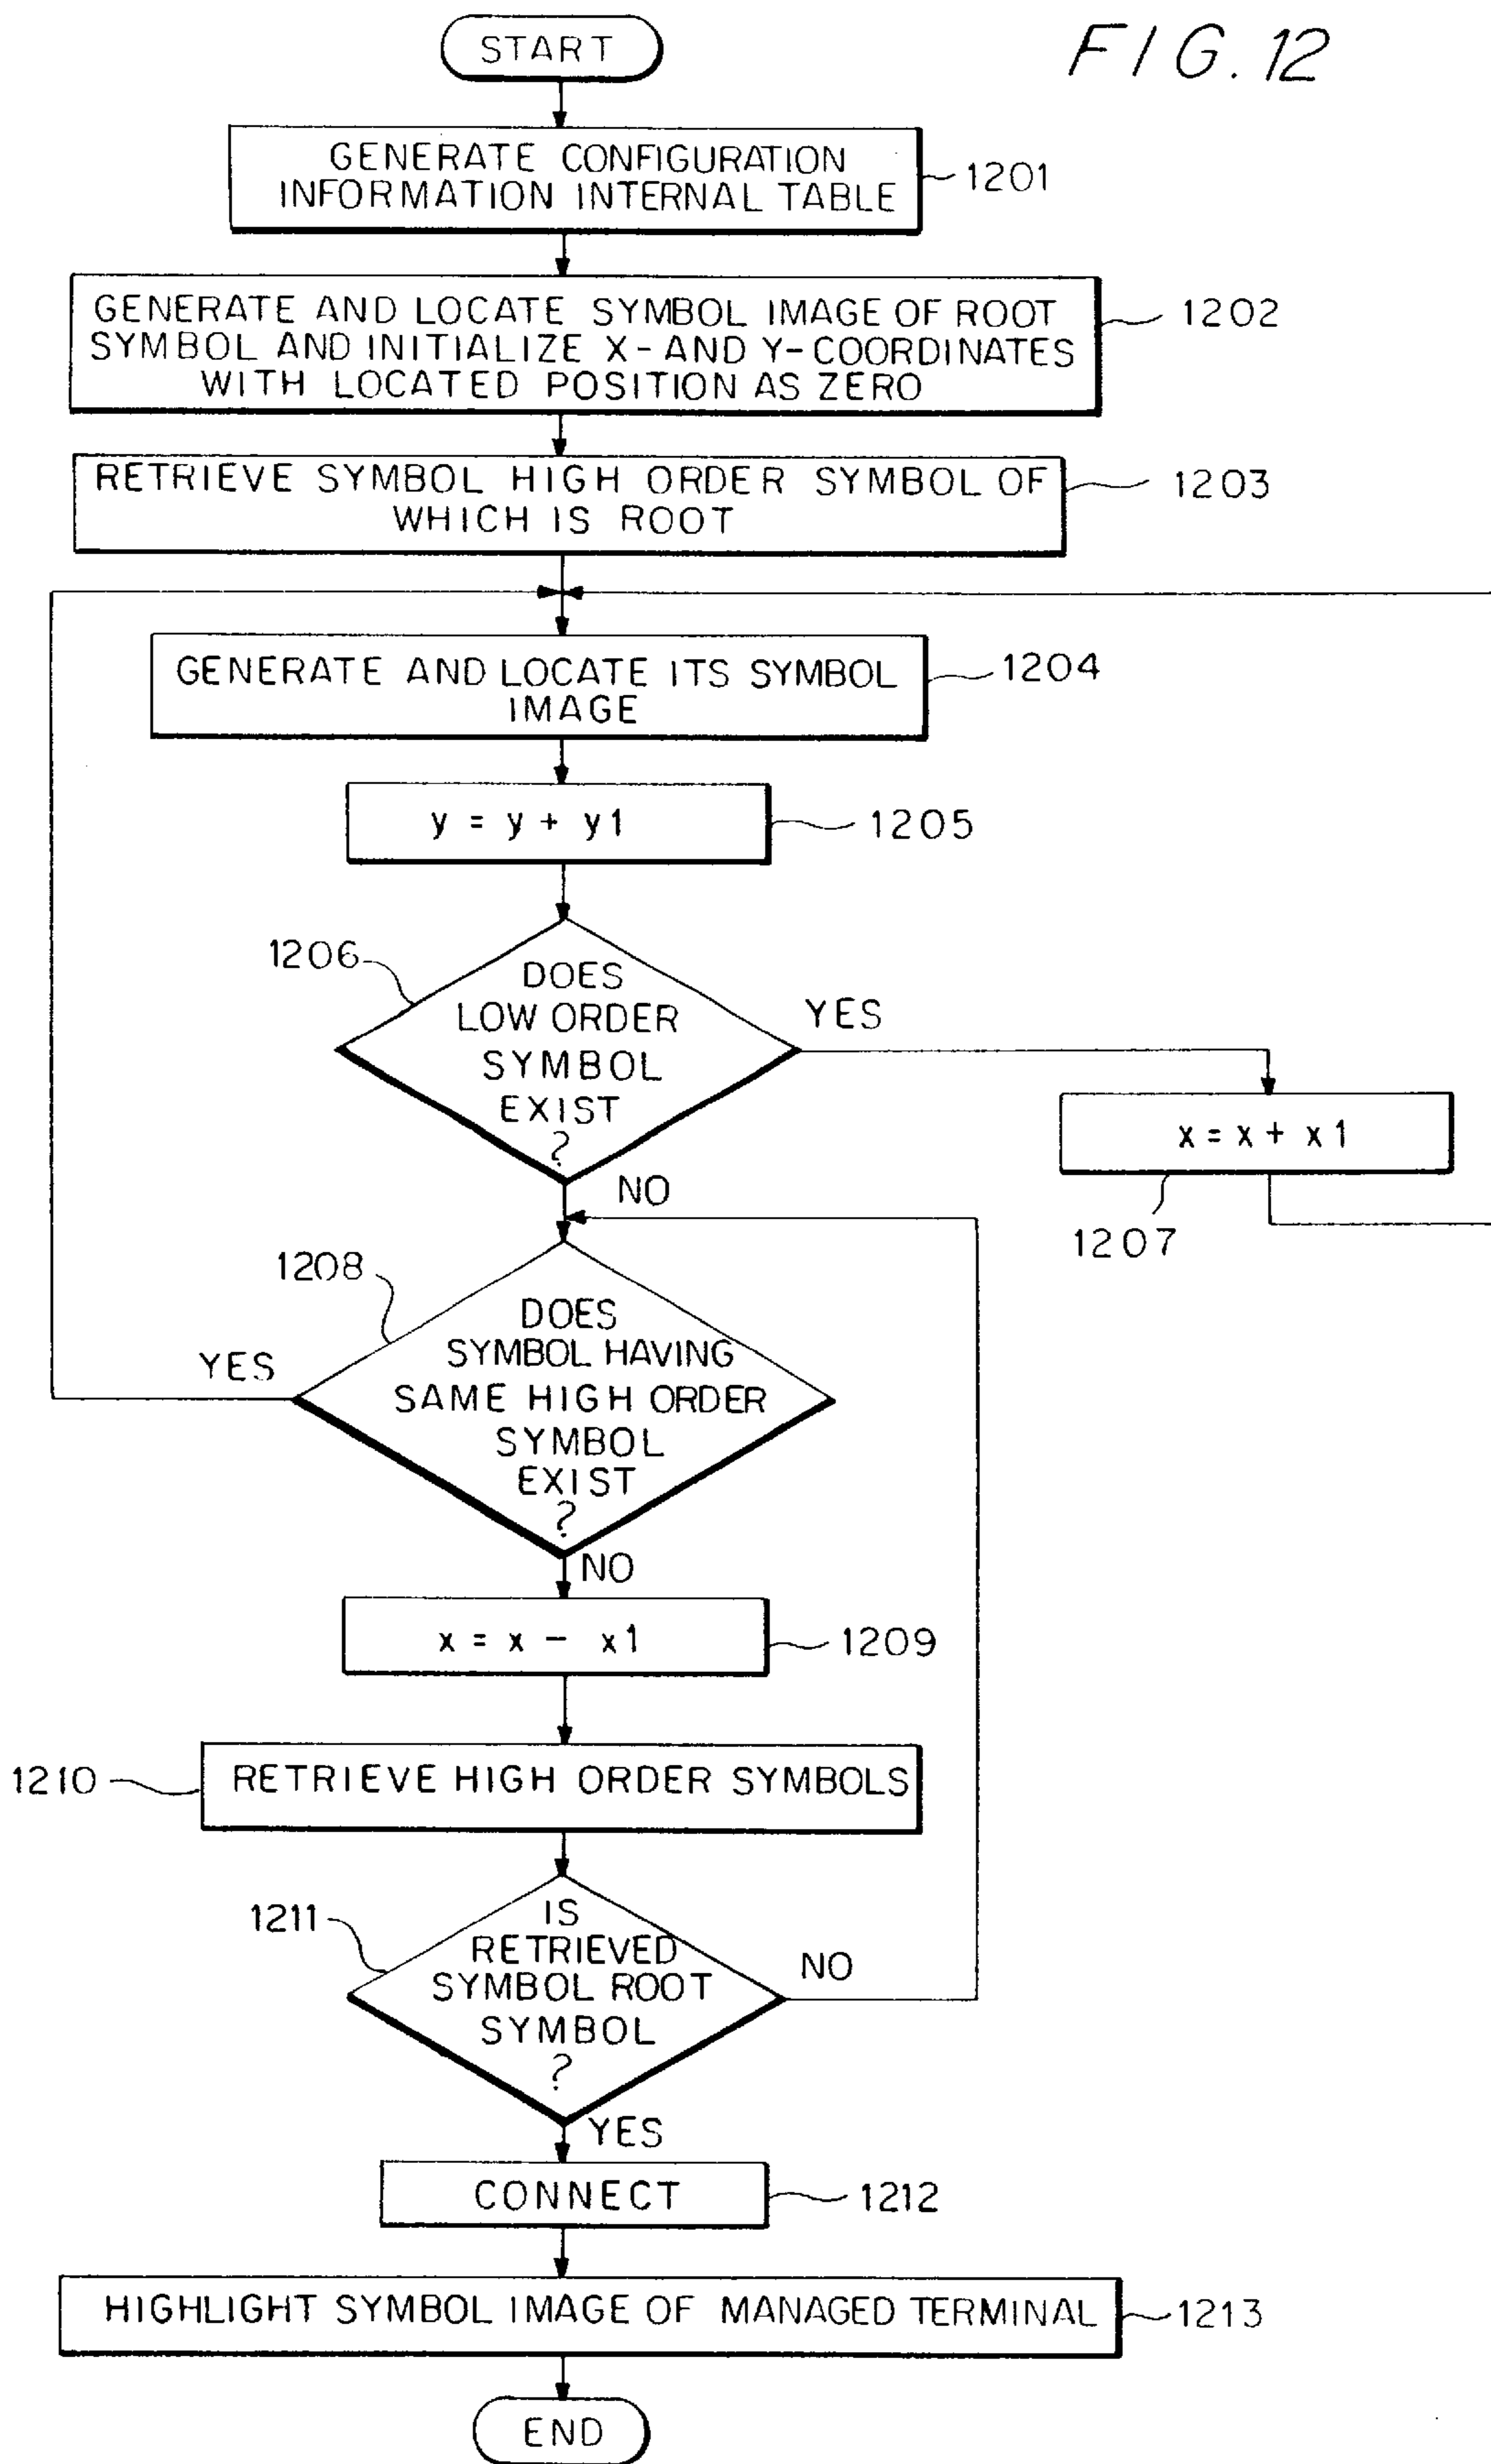 FIG. 12
START
GENERATE CONFIGURATION
INFORMATION INTERNAL TABLE
1201
GENERATE AND LOCATE SYMBOL IMAGE OF ROOT
SYMBOL AND INITIALIZE X-AND Y-COORDINATES
WITH LOCATED POSITION AS ZERO
1202
RETRIEVE SYMBOL HIGH ORDER SYMBOL OF
WHICH IS ROOT
1203
GENERATE AND LOCATE ITS SYMBOL
IMAGE
1204
y = y + y1
1205
1206
DOES
LOW ORDER
SYMBOL
EXIST
?
YES
NO
x = x + x1
1207
1208
DOES
SYMBOL HAVING
SAME HIGH ORDER
SYMBOL
EXIST
?
YES
NO
x = x - x1
1209
1210
RETRIEVE HIGH ORDER SYMBOLS
1211
IS
RETRIEVED
SYMBOL ROOT
SYMBOL
?
NO
YES
CONNECT
1212
HIGHLIGHT SYMBOL IMAGE OF MANAGED TERMINAL
1213
END